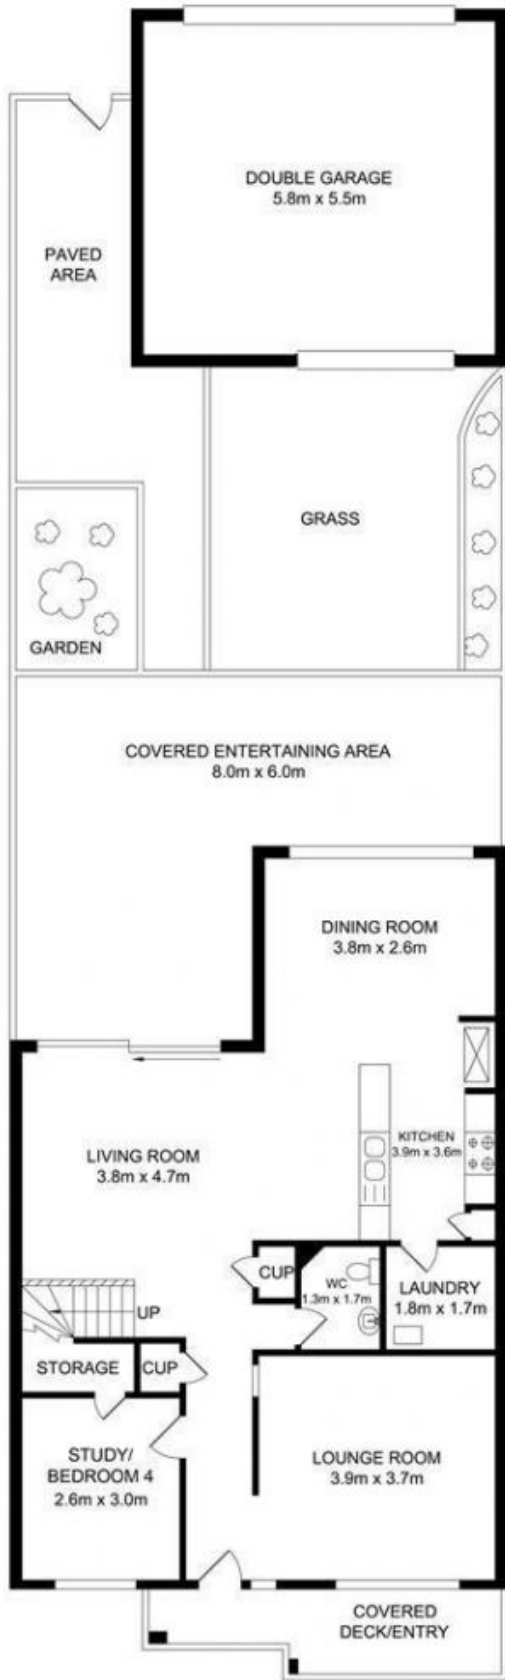 DOUBLE GARAGE
5.8m x 5.5m
PAVED
AREA
GRASS
GARDEN
COVERED ENTERTAINING AREA
8.0m x 6.0m
DINING ROOM
3.8m x 2.6m
KITCHEN
3.9m x 3.6m
LIVING ROOM
3.8m x 4.7m
CUP
WC
1.3m x 1.7m
LAUNDRY
1.8m x 1.7m
UP
STORAGE
CUP
STUDY/
BEDROOM 4
2.6m x 3.0m
LOUNGE ROOM
3.9m x 3.7m
COVERED
DECK/ENTRY